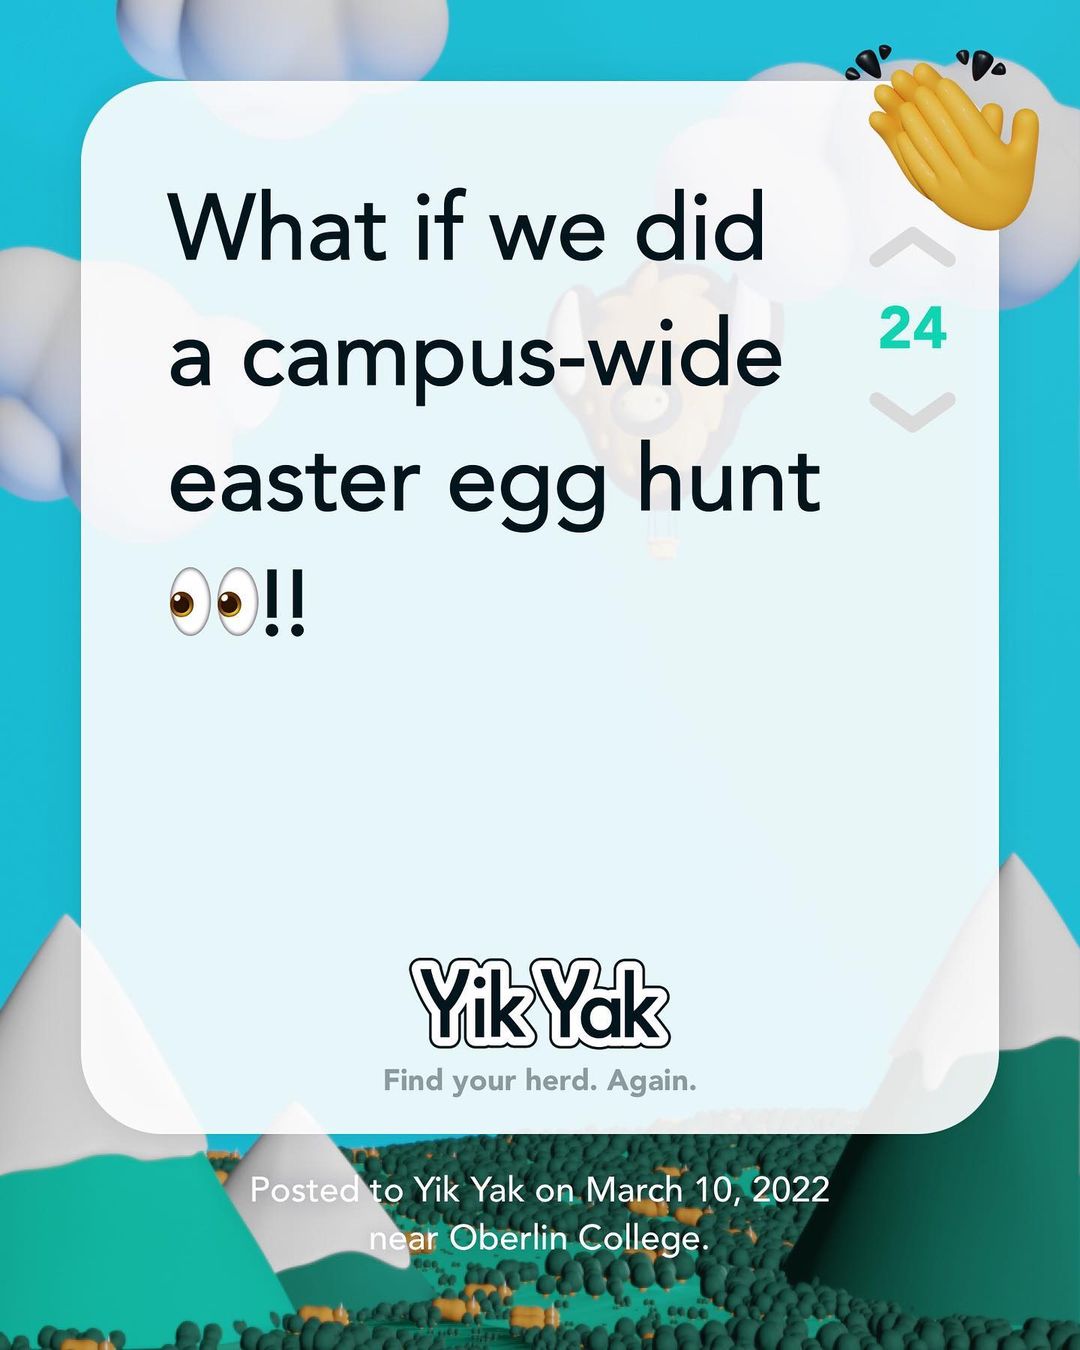 What if we did
a campus-wide
easter egg hunt
👀!!
24
Yik Yak
Find your herd. Again.
Posted to Yik Yak on March 10, 2022
near Oberlin College.